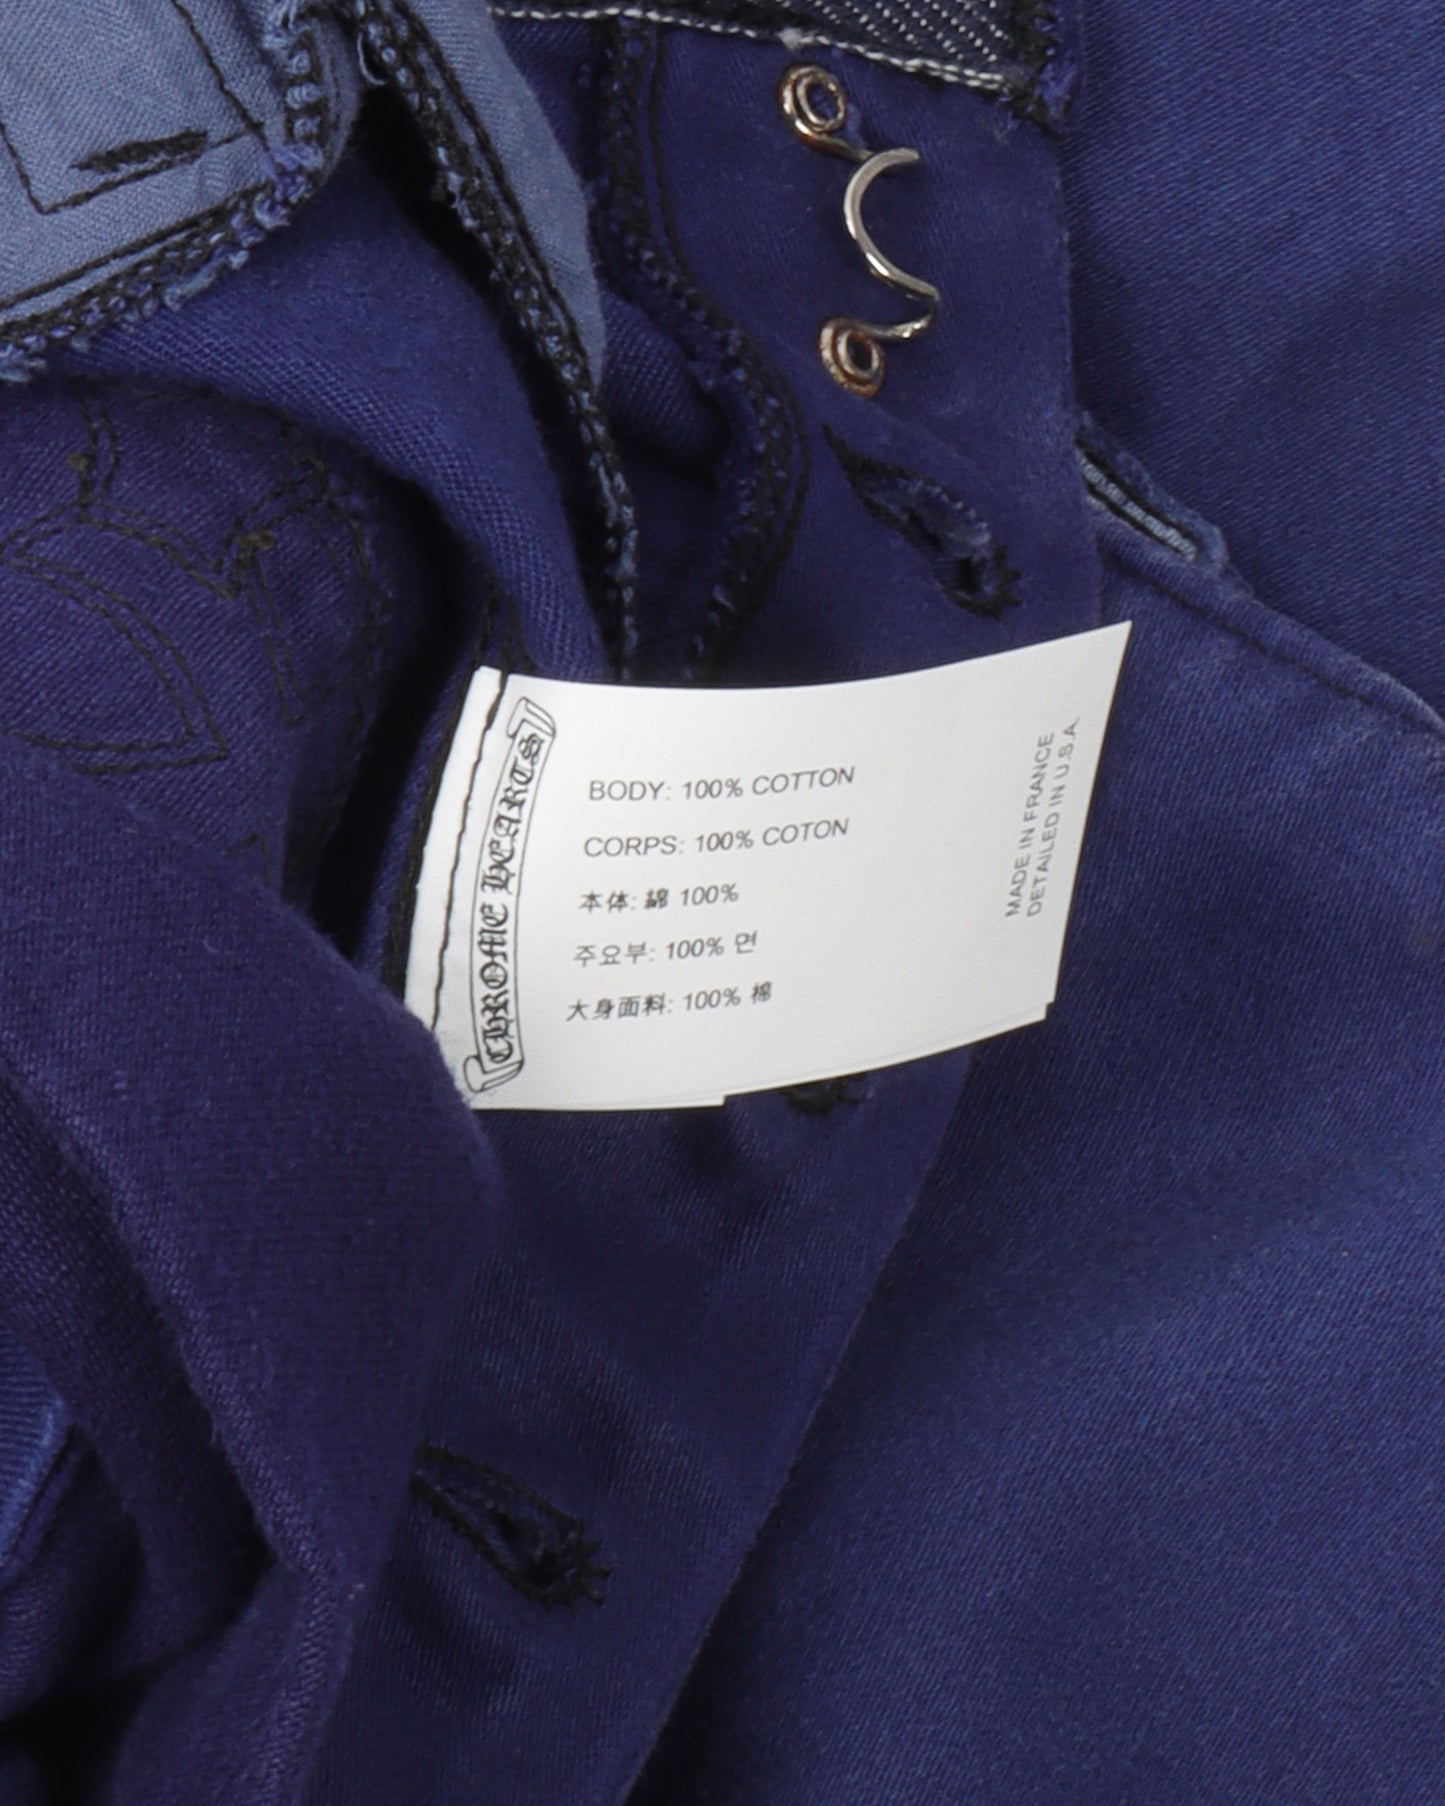 CHROME HEARTS
BODY: 100% COTTON
CORPS: 100% COTON
本体: 綿 100%
주요부: 100% 면
大身面料: 100% 棉
MADE IN FRANCE
DETAILED IN U.S.A.